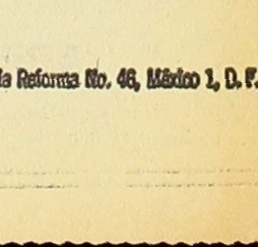 la Reforma No. 46, México 1, D. F.